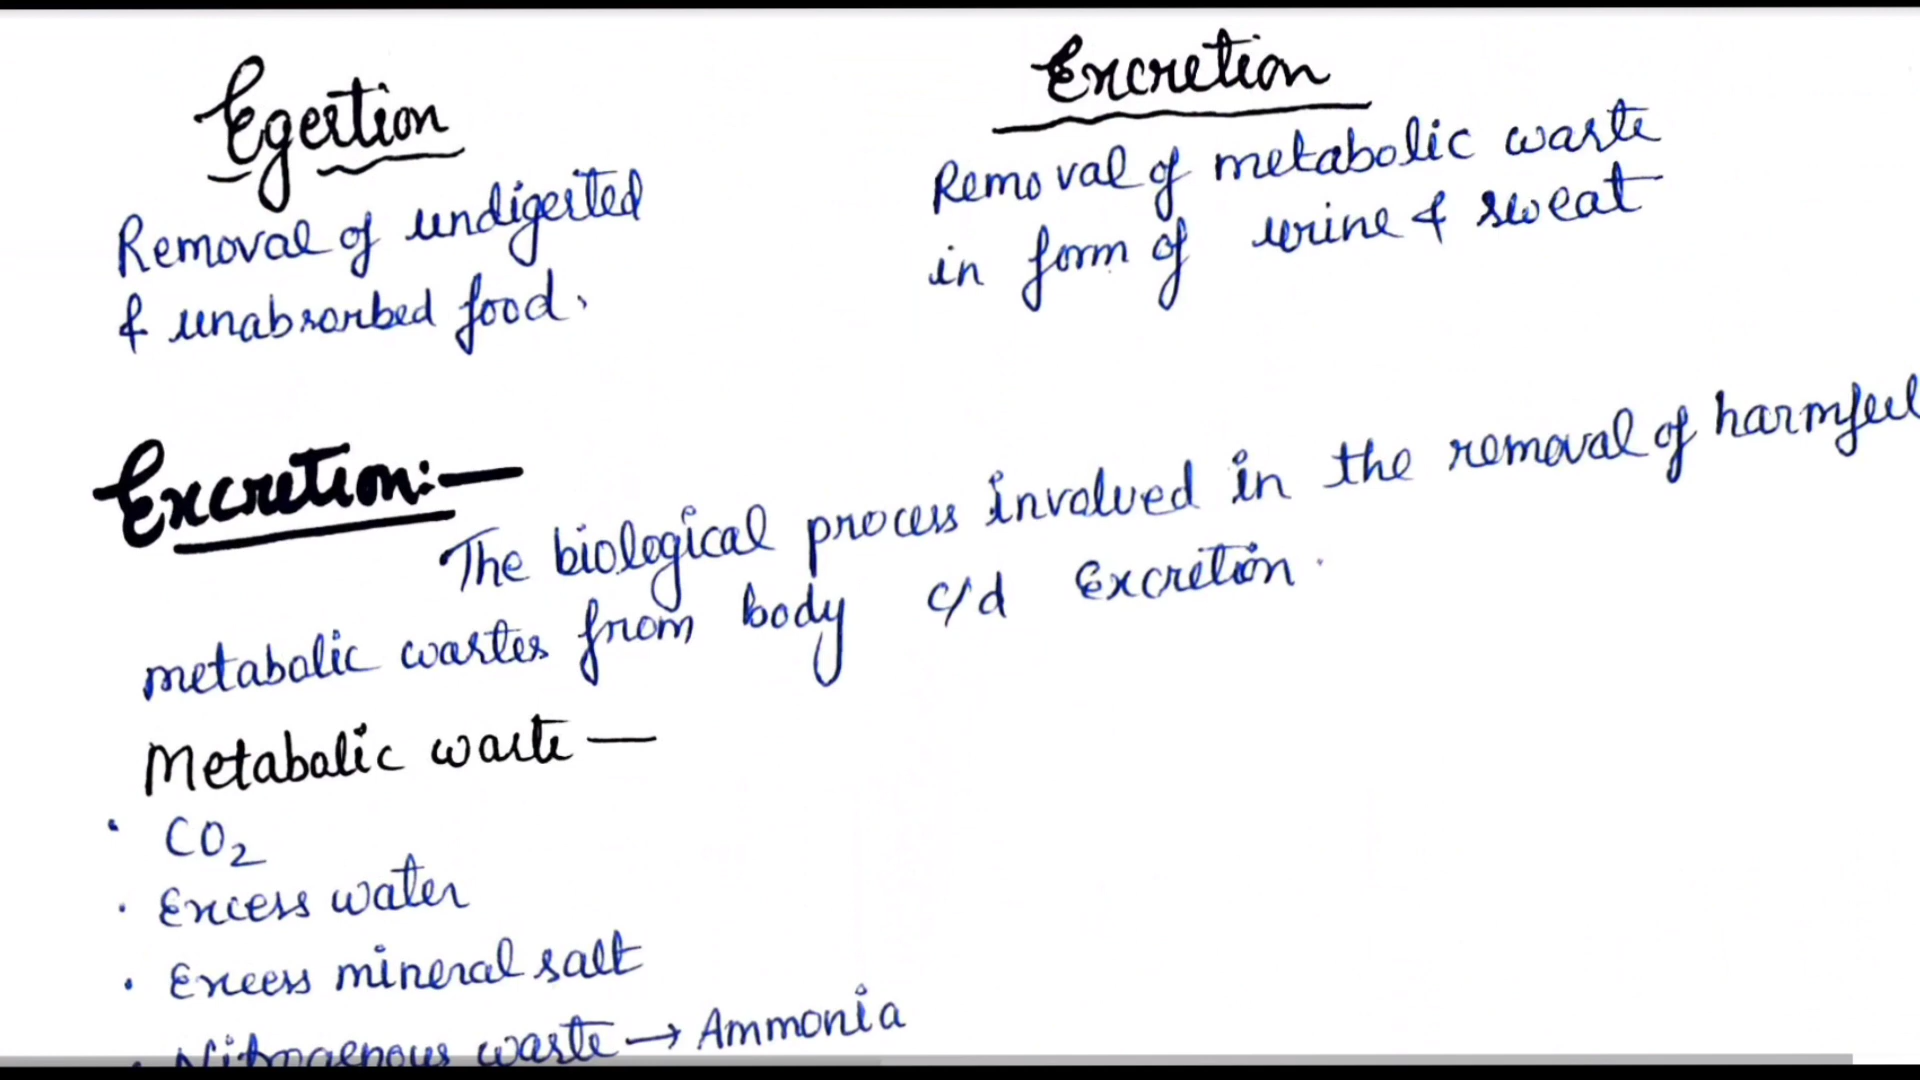 Egestion
Removal of undigested
& unabsorbed food.
Excretion
Removal of metabolic waste
in form of urine & sweat
Excretion:—
The biological process involved in the removal of harmful
metabolic wastes from body c/d Excretion.
Metabolic waste —
• CO₂
• Excess water
• Excess mineral salt
• Nitrogenous waste → Ammonia